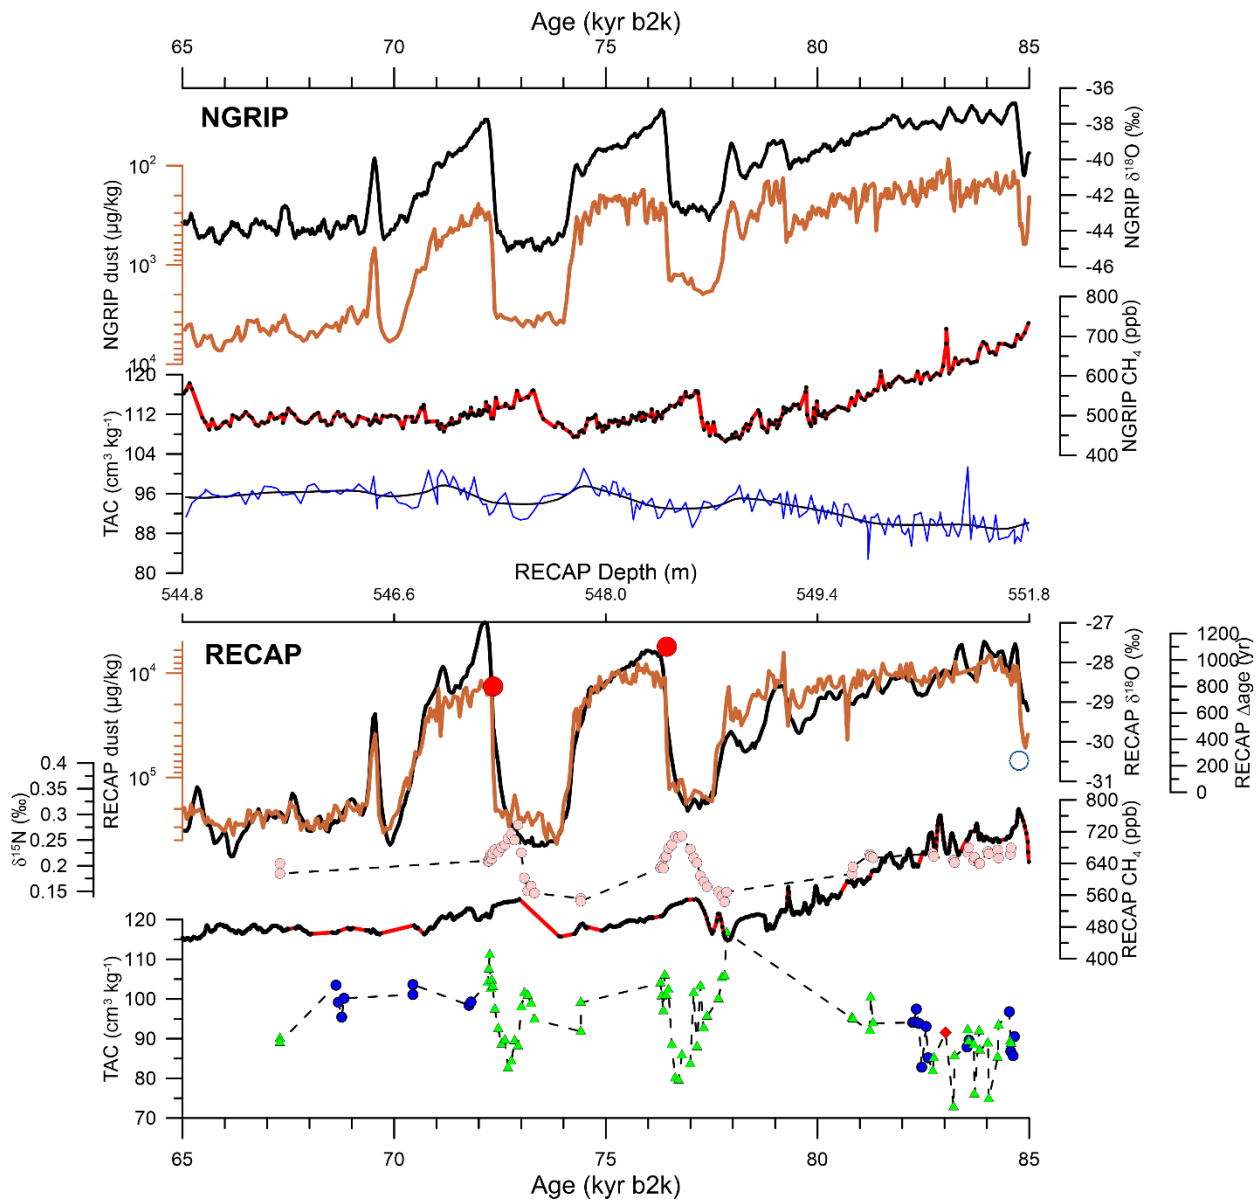 Age (kyr b2k)
65 70 75 80 85
NGRIP
-36
-38
-40
-42
-44
-46
NGRIP δ¹⁸O (‰)
10²
10³
10⁴
NGRIP dust (µg/kg)
800
700
600
500
400
NGRIP CH₄ (ppb)
120
112
104
96
88
80
TAC (cm³ kg⁻¹)
RECAP Depth (m)
544.8 546.6 548.0 549.4 551.8
RECAP
-27
-28
-29
-30
-31
RECAP δ¹⁸O (‰)
1200
1000
800
600
400
200
0
RECAP Δage (yr)
10⁴
10⁵
RECAP dust (µg/kg)
0.4
0.35
0.3
0.25
0.2
0.15
δ¹⁵N (‰)
800
720
640
560
480
400
RECAP CH₄ (ppb)
120
110
100
90
80
70
TAC (cm³ kg⁻¹)
65 70 75 80 85
Age (kyr b2k)